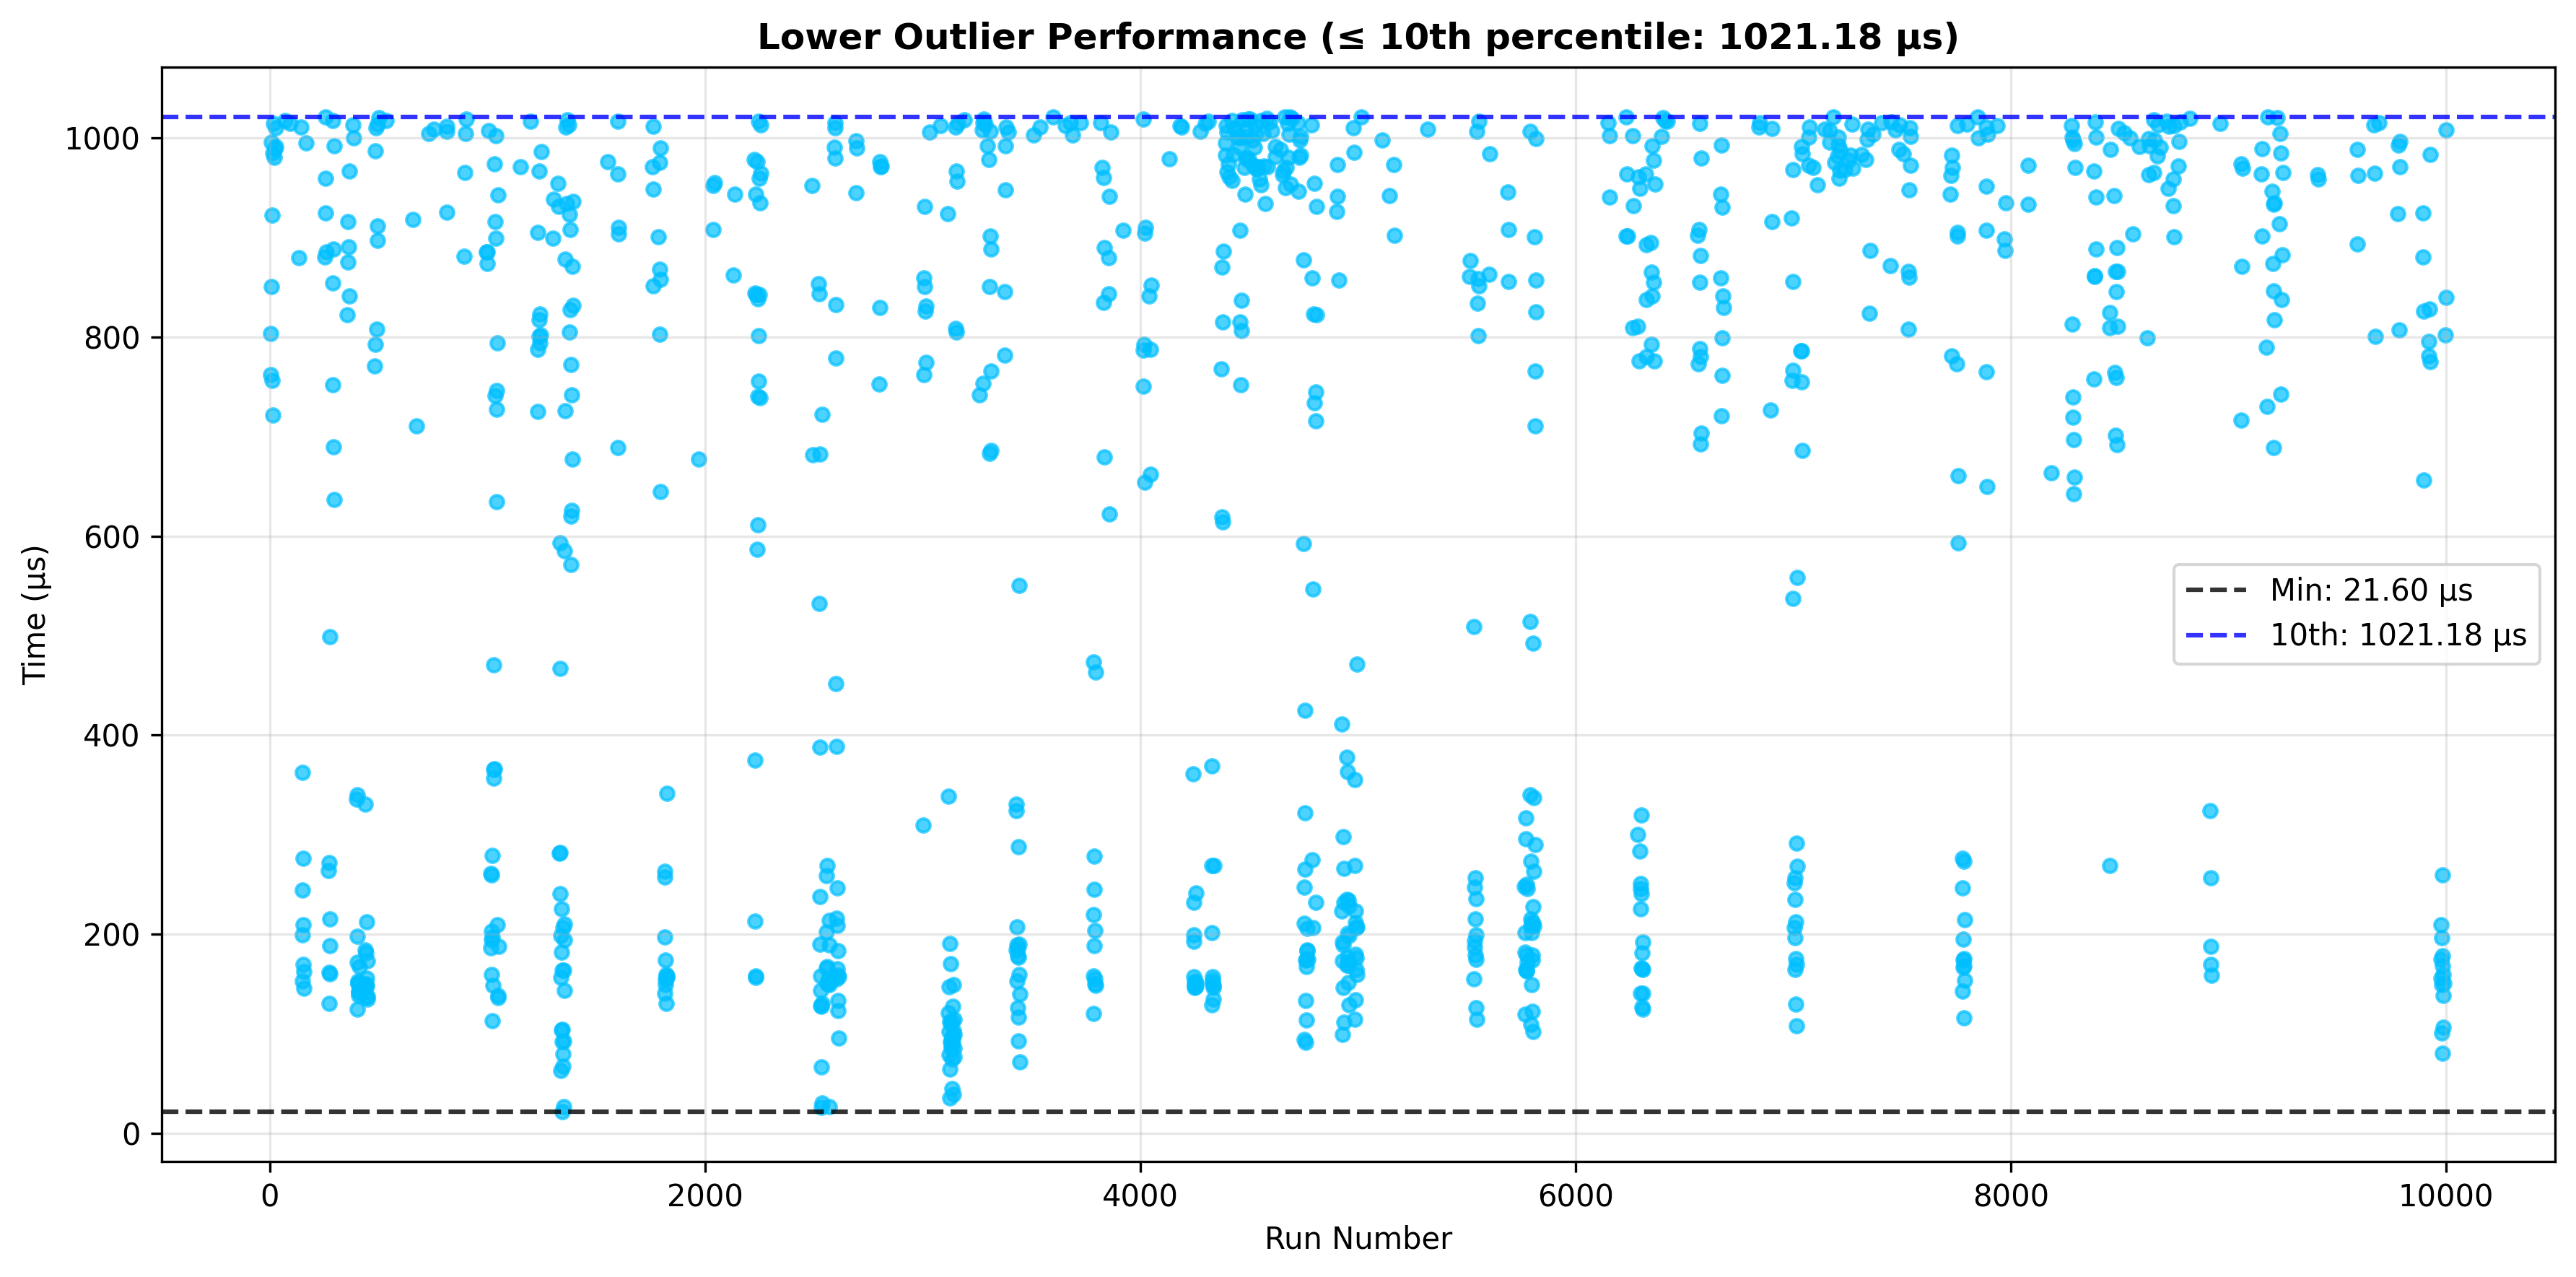 Lower Outlier Performance (≤ 10th percentile: 1021.18 µs)
Time (µs)
1000
800
600
400
200
0
Min: 21.60 µs
10th: 1021.18 µs
0
2000
4000
6000
8000
10000
Run Number